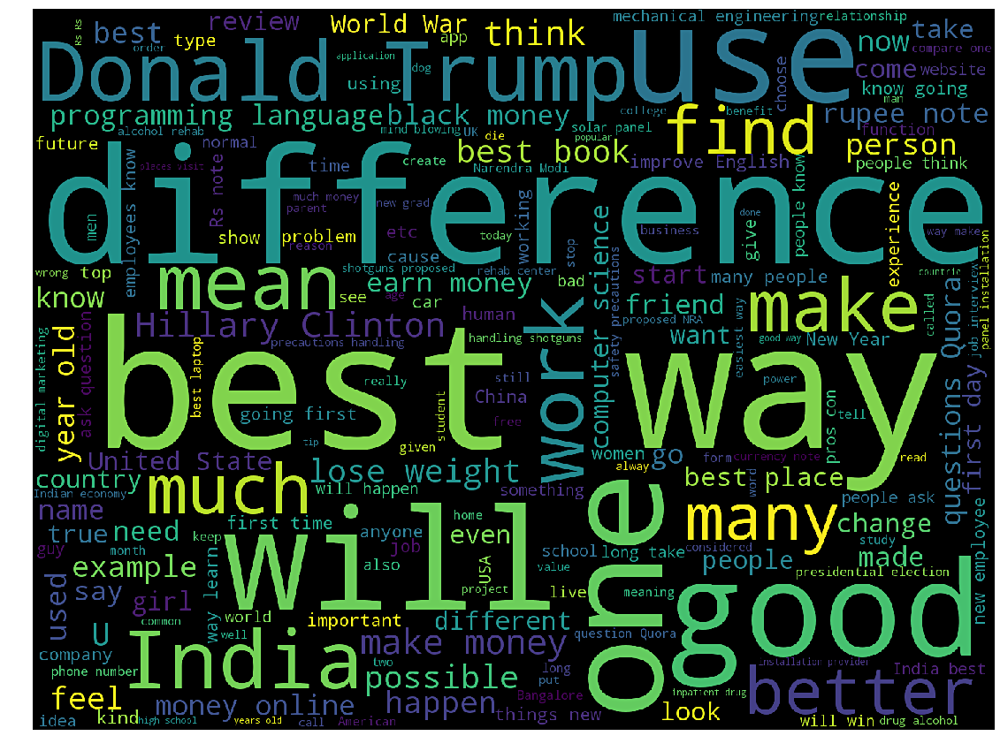 mechanical engineering
relationship
review
World War
think
best
type
order
Rs Rs
app
now
take
compare one
Donald Trump
use
application
dog
using
choose
come
website
know going
man
programming language
black money
college
find
benefit
rupee note
function
future
alcohol rehab
normal
mind blowing
UK
die
solar panel
popular
best book
person
places visit
time
create
Narendra Modi
improve English
people think
difference
employees know
Rs note
much money
parent
new grad
working
people know
done
way make
men
show
problem
reason
etc
today
stop
business
give
experience
wrong
top
mean
cause
shotguns proposed
rehab center
start
many people
countrie
panel installation
know
see
earn money
age
car
bad
computer science
safety precautions
friend
make
called
job interview
Hillary Clinton
human
proposed NRA
precautions handling
handling shotguns
want
easiest way
good way
New Year
questions Quora
year old
ask question
digital marketing
best laptop
best
way
work
really
still
power
going first
China
student
free
pros con
tell
first day
tip
given
United State
lose weight
women
go
alway
form
currency note
read
country
much
will happen
something
best place
word
Indian economy
people ask
name
will
first time
home
many
change
true
need
keep
anyone
even
one
study
new employee
guy
month
job
school
long take
considered
made
example
also
USA
value
people
presidential election
used
say
way learn
project
live
meaning
good
girl
world
important
different
common
U
India
well
make money
question Quora
company
two
long
installation provider
India best
phone number
possible
put
inpatient drug
better
feel
money online
happen
Bangalore
things new
look
idea
kind
high school
years old
call
American
will win
drug alcohol